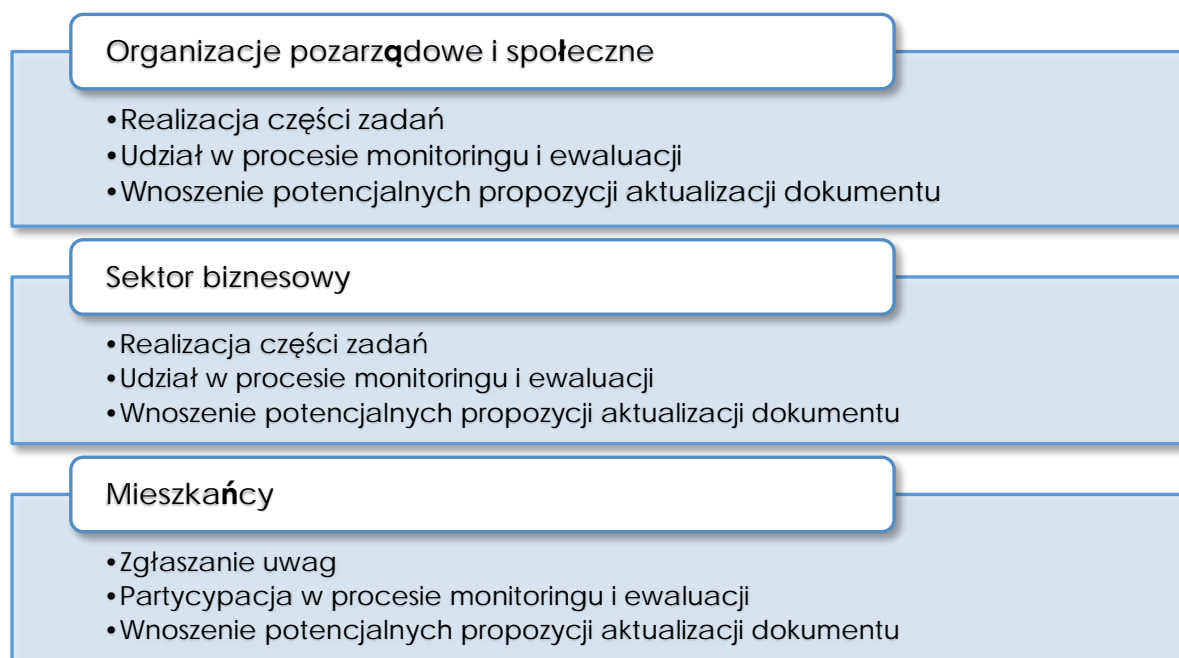 Organizacje pozarządowe i społeczne
•Realizacja części zadań
•Udział w procesie monitoringu i ewaluacji
•Wnoszenie potencjalnych propozycji aktualizacji dokumentu
Sektor biznesowy
•Realizacja części zadań
•Udział w procesie monitoringu i ewaluacji
•Wnoszenie potencjalnych propozycji aktualizacji dokumentu
Mieszkańcy
•Zgłaszanie uwag
•Partycypacja w procesie monitoringu i ewaluacji
•Wnoszenie potencjalnych propozycji aktualizacji dokumentu